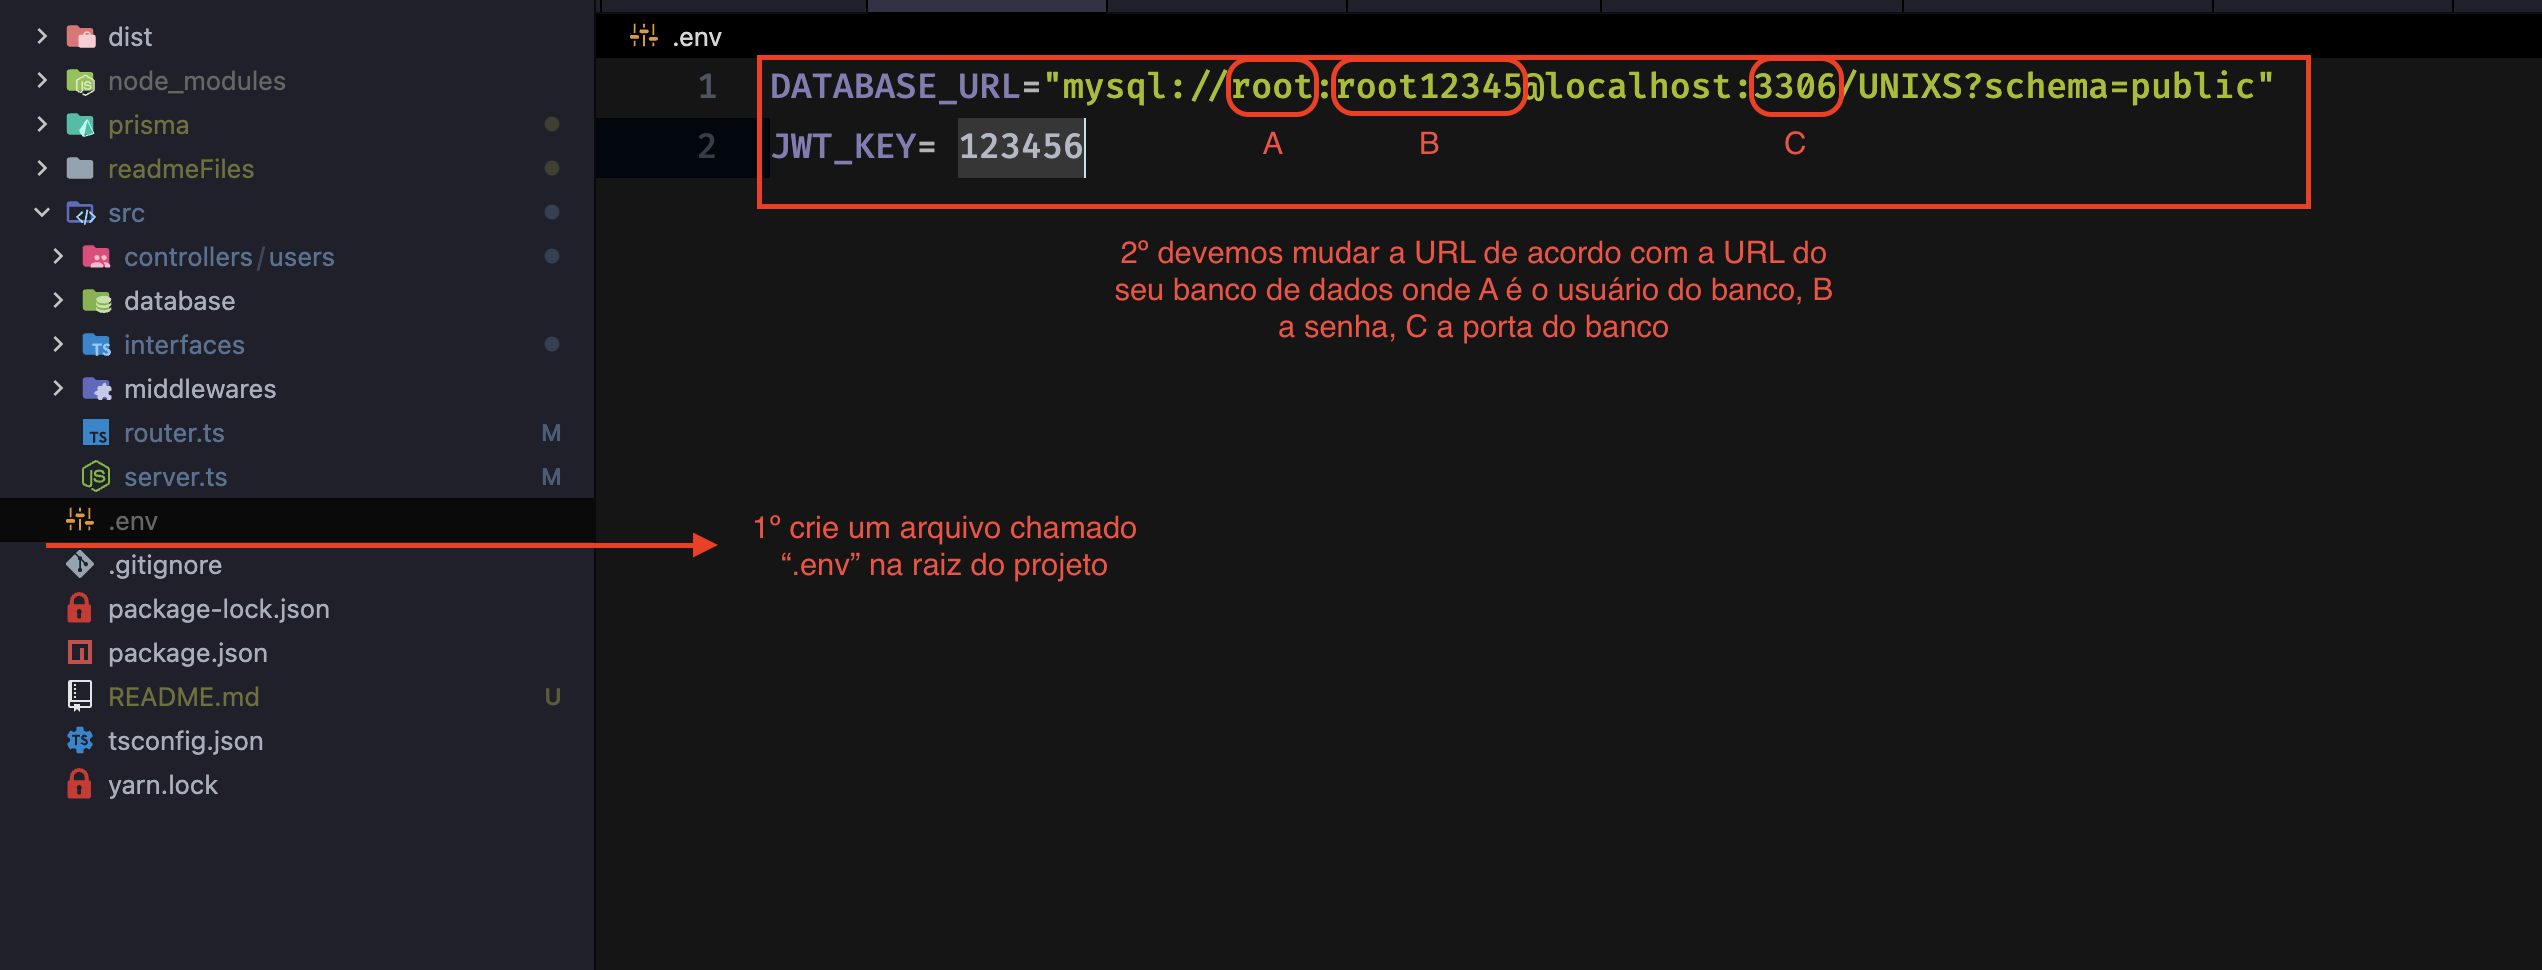 dist
node_modules
prisma
readmeFiles
src
controllers/users
database
interfaces
middlewares
router.ts M
server.ts M
.env
.gitignore
package-lock.json
package.json
README.md U
tsconfig.json
yarn.lock
.env
1 DATABASE_URL="mysql://root:root12345@localhost:3306/UNIXS?schema=public"
2 JWT_KEY= 123456
A B C
2º devemos mudar a URL de acordo com a URL do
seu banco de dados onde A é o usuário do banco, B
a senha, C a porta do banco
1º crie um arquivo chamado
“.env” na raiz do projeto